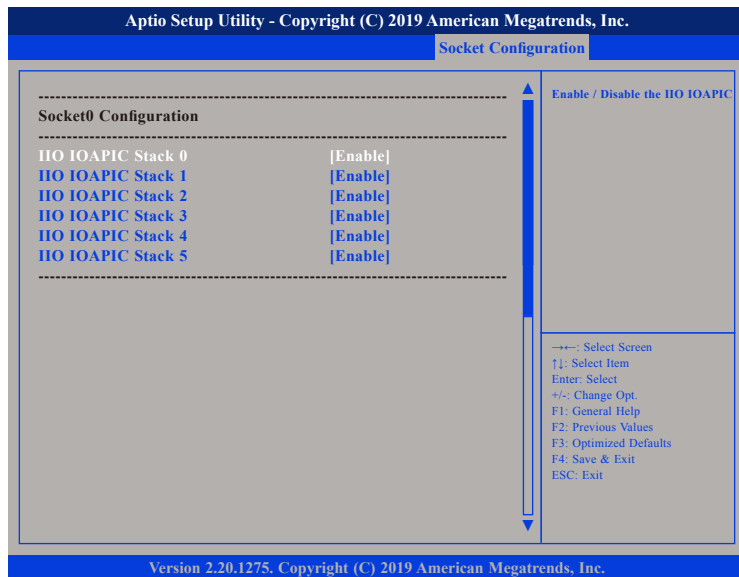 Aptio Setup Utility - Copyright (C) 2019 American Megatrends, Inc.
Socket Configuration
Socket0 Configuration
IIO IOAPIC Stack 0 [Enable]
IIO IOAPIC Stack 1 [Enable]
IIO IOAPIC Stack 2 [Enable]
IIO IOAPIC Stack 3 [Enable]
IIO IOAPIC Stack 4 [Enable]
IIO IOAPIC Stack 5 [Enable]
Enable / Disable the IIO IOAPIC
→←: Select Screen
↑↓: Select Item
Enter: Select
+/-: Change Opt.
F1: General Help
F2: Previous Values
F3: Optimized Defaults
F4: Save & Exit
ESC: Exit
Version 2.20.1275. Copyright (C) 2019 American Megatrends, Inc.